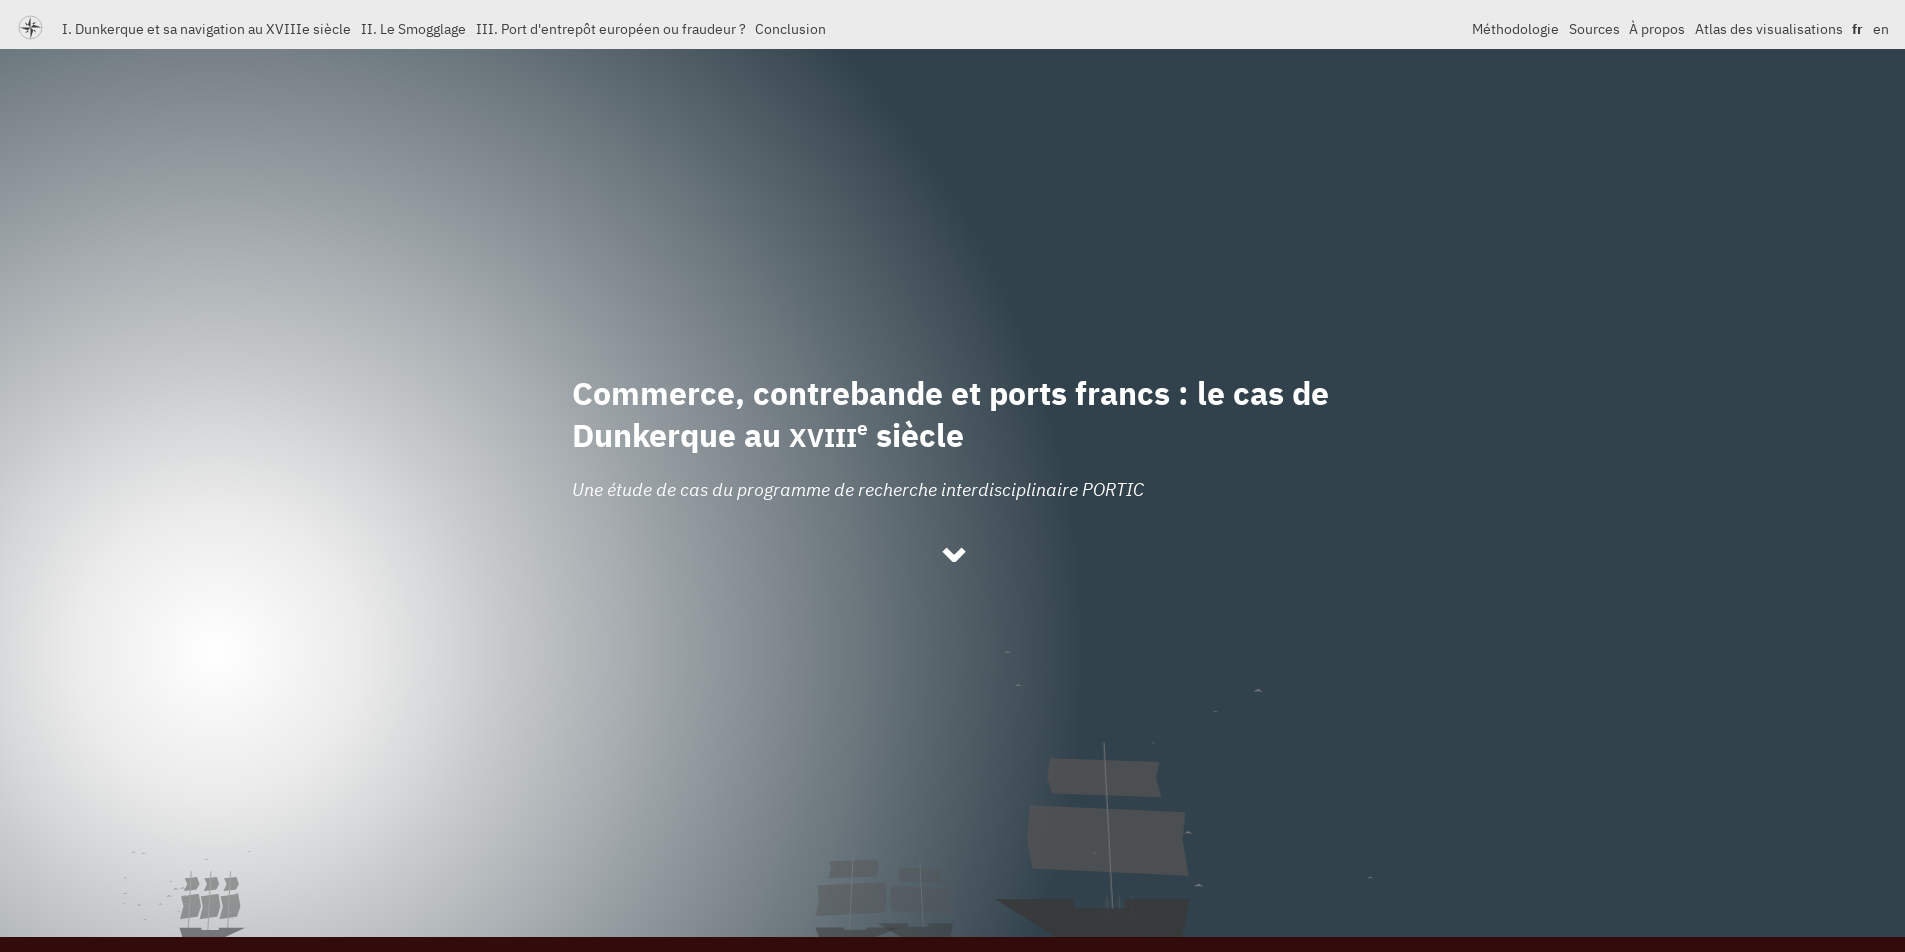 I. Dunkerque et sa navigation au XVIIIe siècle II. Le Smogglage III. Port d'entrepôt européen ou fraudeur ? Conclusion Méthodologie Sources À propos Atlas des visualisations fr en
Commerce, contrebande et ports francs : le cas de
Dunkerque au XVIIIe siècle
Une étude de cas du programme de recherche interdisciplinaire PORTIC